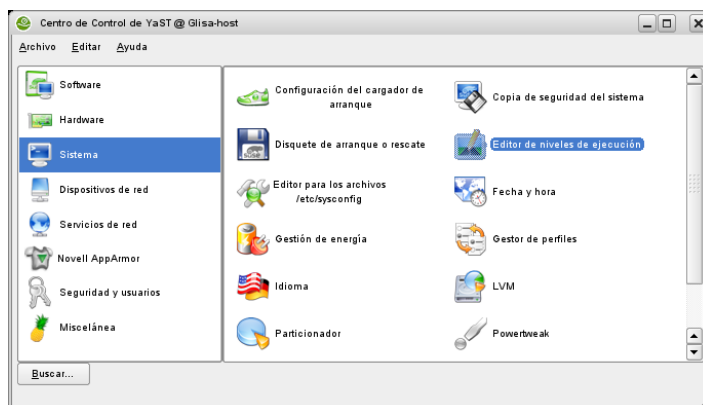 Centro de Control de YaST @ Glisa-host
Archivo Editar Ayuda
Software
Hardware
Sistema
Dispositivos de red
Servicios de red
Novell AppArmor
Seguridad y usuarios
Miscelánea
Configuración del cargador de
arranque
Copia de seguridad del sistema
Disquete de arranque o rescate
Editor de niveles de ejecución
Editor para los archivos
/etc/sysconfig
Fecha y hora
Gestión de energía
Gestor de perfiles
Idioma
LVM
Particionador
Powertweak
Buscar...